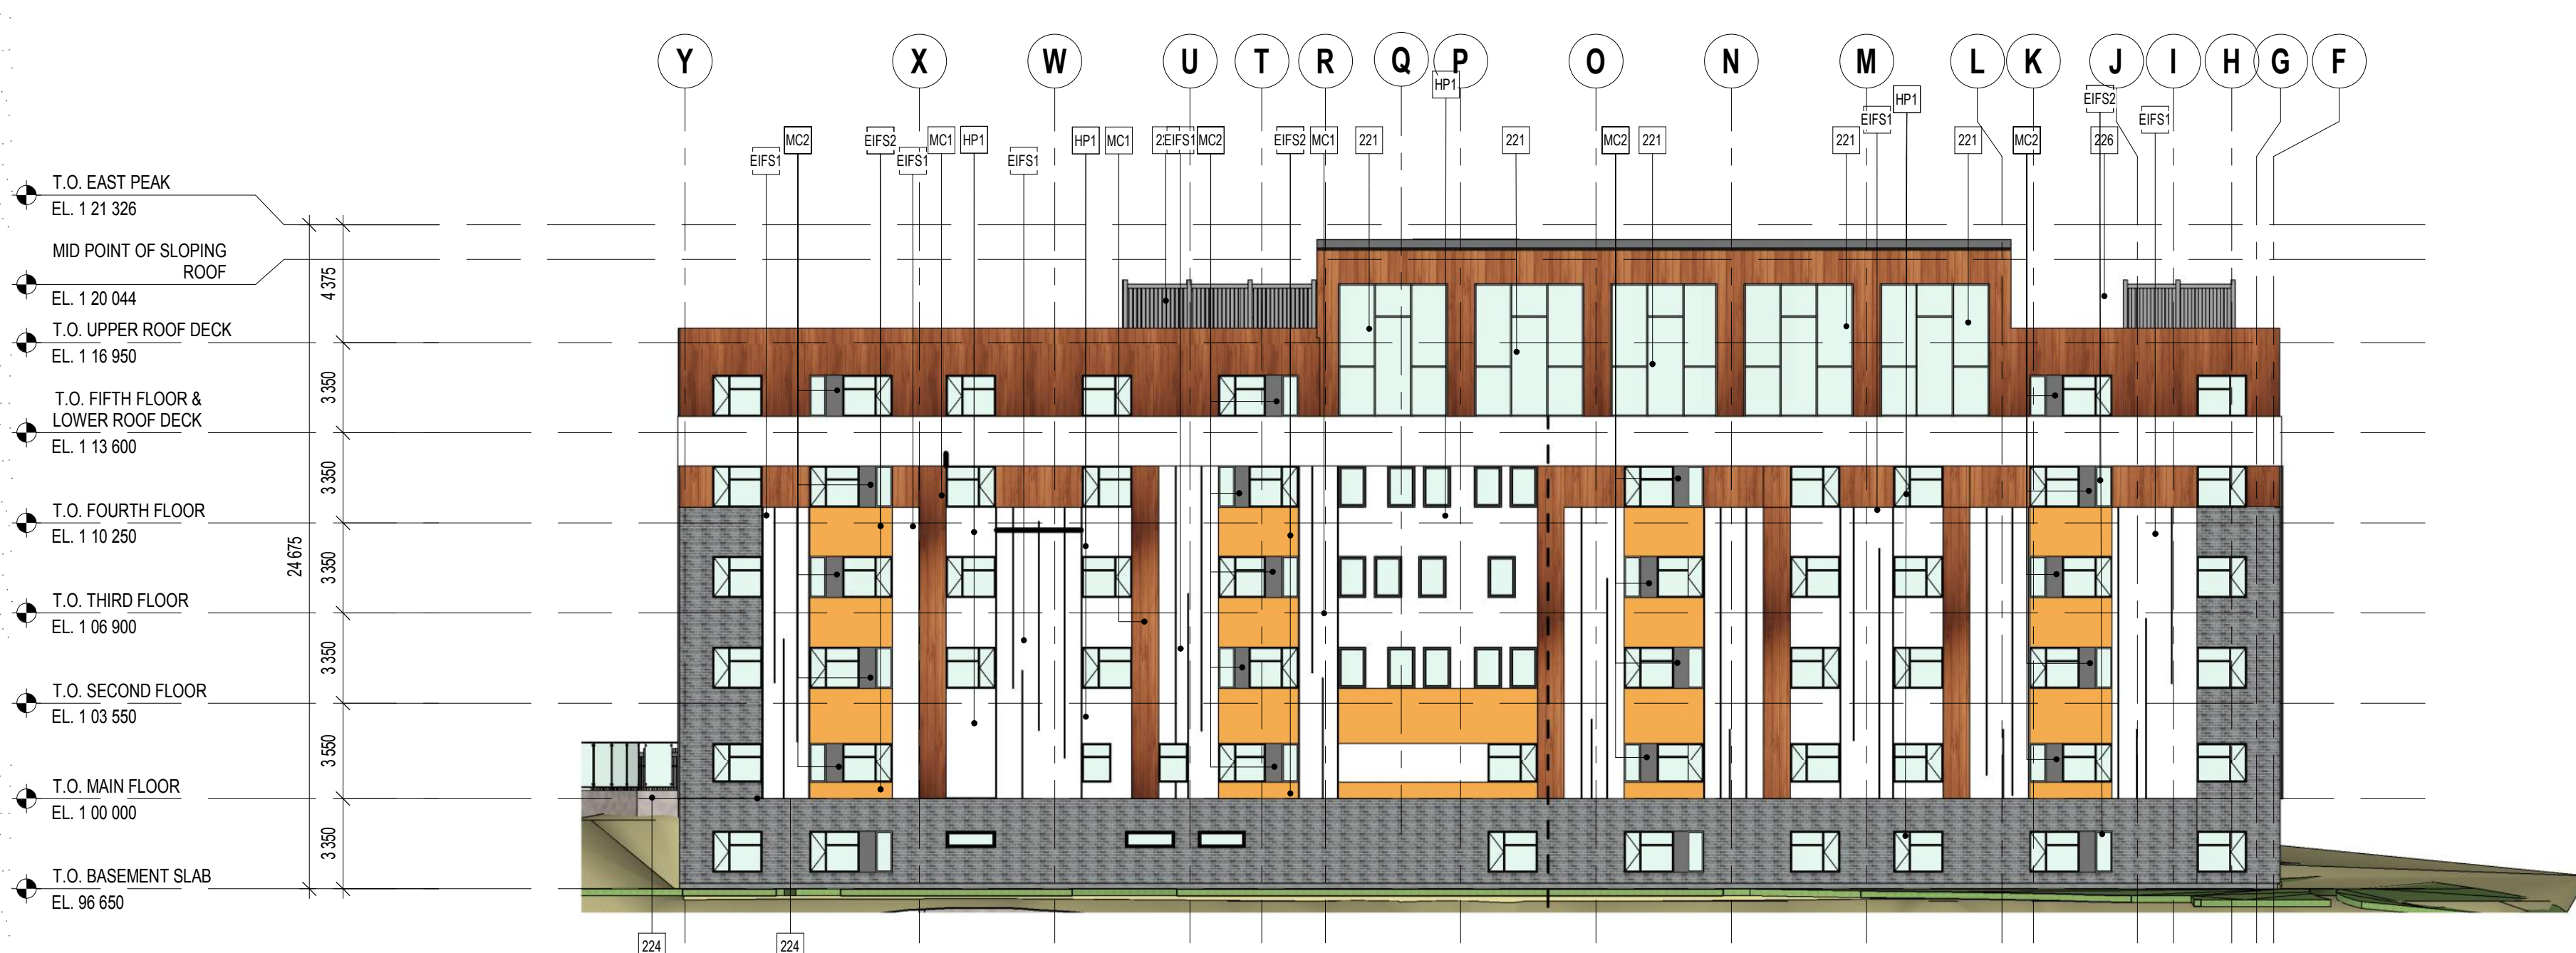 Y X W U T R Q P O N M L K J I H G F
HP1
HP1 EIFS2
EIFS1 EIFS1
MC2 EIFS2 MC1 HP1 HP1 MC1 EIFS1 MC2 EIFS2 MC1 221 221 MC2 221 221 221 MC2 226
EIFS1 EIFS1 EIFS1
T.O. EAST PEAK
EL. 1 21 326
MID POINT OF SLOPING
ROOF
EL. 1 20 044
4 375
T.O. UPPER ROOF DECK
EL. 1 16 950
3 350
T.O. FIFTH FLOOR &
LOWER ROOF DECK
EL. 1 13 600
3 350
T.O. FOURTH FLOOR
EL. 1 10 250
24 675
3 350
T.O. THIRD FLOOR
EL. 1 06 900
3 350
T.O. SECOND FLOOR
EL. 1 03 550
3 550
T.O. MAIN FLOOR
EL. 1 00 000
3 350
T.O. BASEMENT SLAB
EL. 96 650
224 224